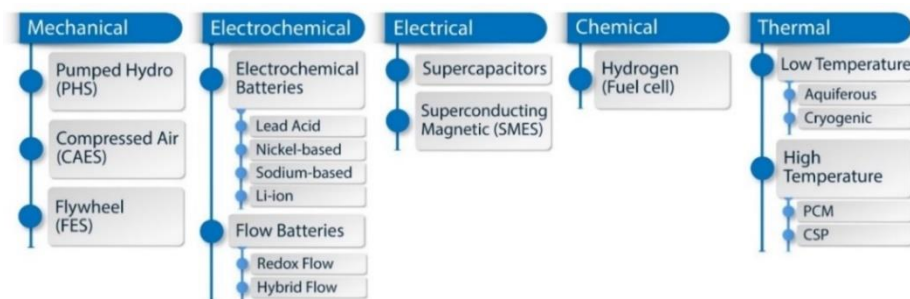 Mechanical
Pumped Hydro
(PHS)
Compressed Air
(CAES)
Flywheel
(FES)
Electrochemical
Electrochemical
Batteries
Lead Acid
Nickel-based
Sodium-based
Li-ion
Flow Batteries
Redox Flow
Hybrid Flow
Electrical
Supercapacitors
Superconducting
Magnetic (SMES)
Chemical
Hydrogen
(Fuel cell)
Thermal
Low Temperature
Aquiferous
Cryogenic
High
Temperature
PCM
CSP